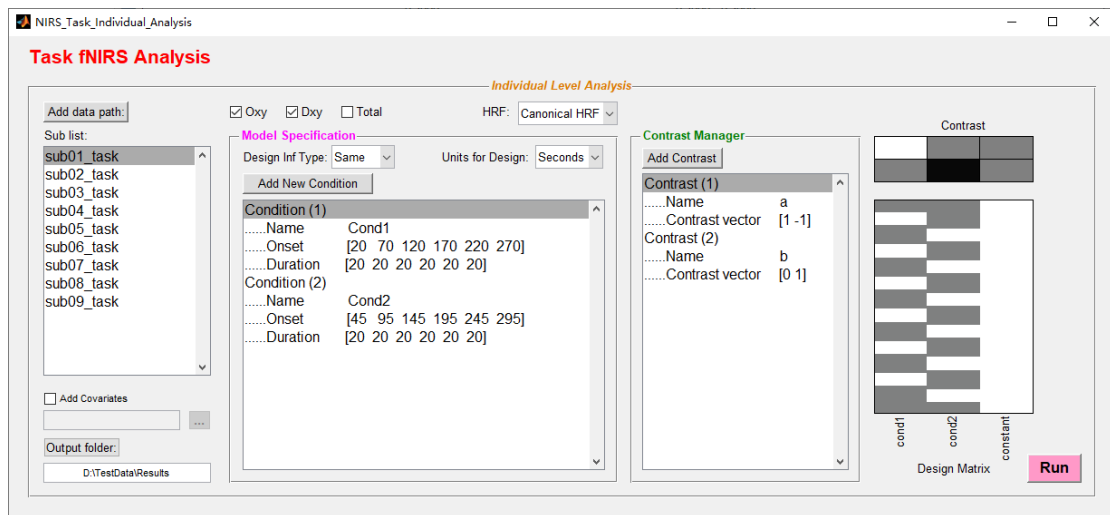 NIRS_Task_Individual_Analysis
Task fNIRS Analysis
Individual Level Analysis
Add data path:
Oxy
Dxy
Total
HRF: Canonical HRF
Sub list:
sub01_task
sub02_task
sub03_task
sub04_task
sub05_task
sub06_task
sub07_task
sub08_task
sub09_task
Add Covariates
...
Output folder:
D:\TestData\Results
Model Specification
Design Inf Type: Same
Units for Design: Seconds
Add New Condition
Condition (1)
......Name Cond1
......Onset [20 70 120 170 220 270]
......Duration [20 20 20 20 20 20]
Condition (2)
......Name Cond2
......Onset [45 95 145 195 245 295]
......Duration [20 20 20 20 20 20]
Contrast Manager
Add Contrast
Contrast (1)
......Name a
......Contrast vector [1 -1]
Contrast (2)
......Name b
......Contrast vector [0 1]
Contrast
cond1
cond2
constant
Design Matrix
Run